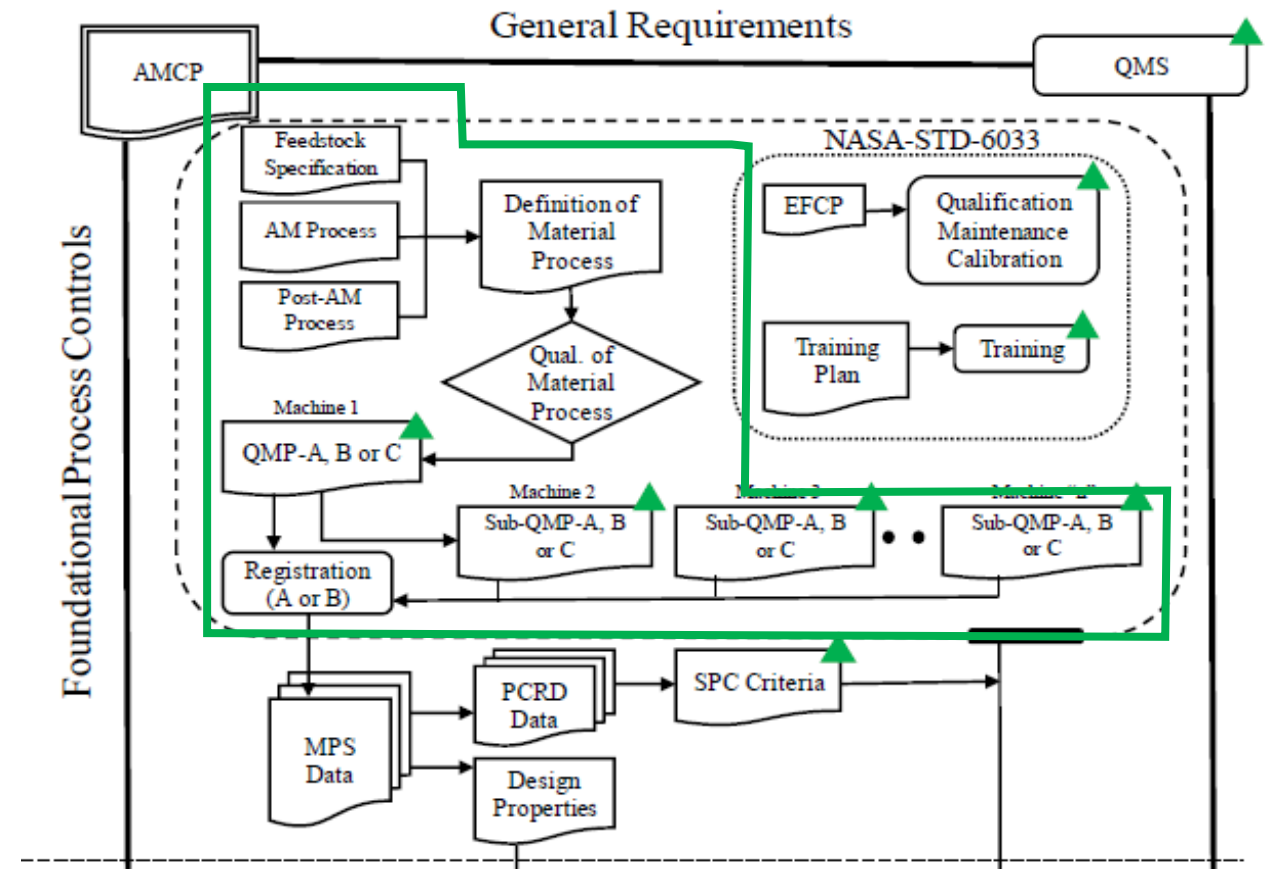 General Requirements
AMCP
QMS
Foundational Process Controls
NASA-STD-6033
Feedstock
Specification
AM Process
Post-AM
Process
Definition of
Material
Process
EFCP
Qualification
Maintenance
Calibration
Qual. of
Material
Process
Training
Plan
Training
Machine 1
QMP-A, B or C
Machine 2
Sub-QMP-A, B
or C
Machine 3
Sub-QMP-A, B
or C
Machine "n"
Sub-QMP-A, B
or C
Registration
(A or B)
MPS
Data
PCRD
Data
SPC Criteria
Design
Properties